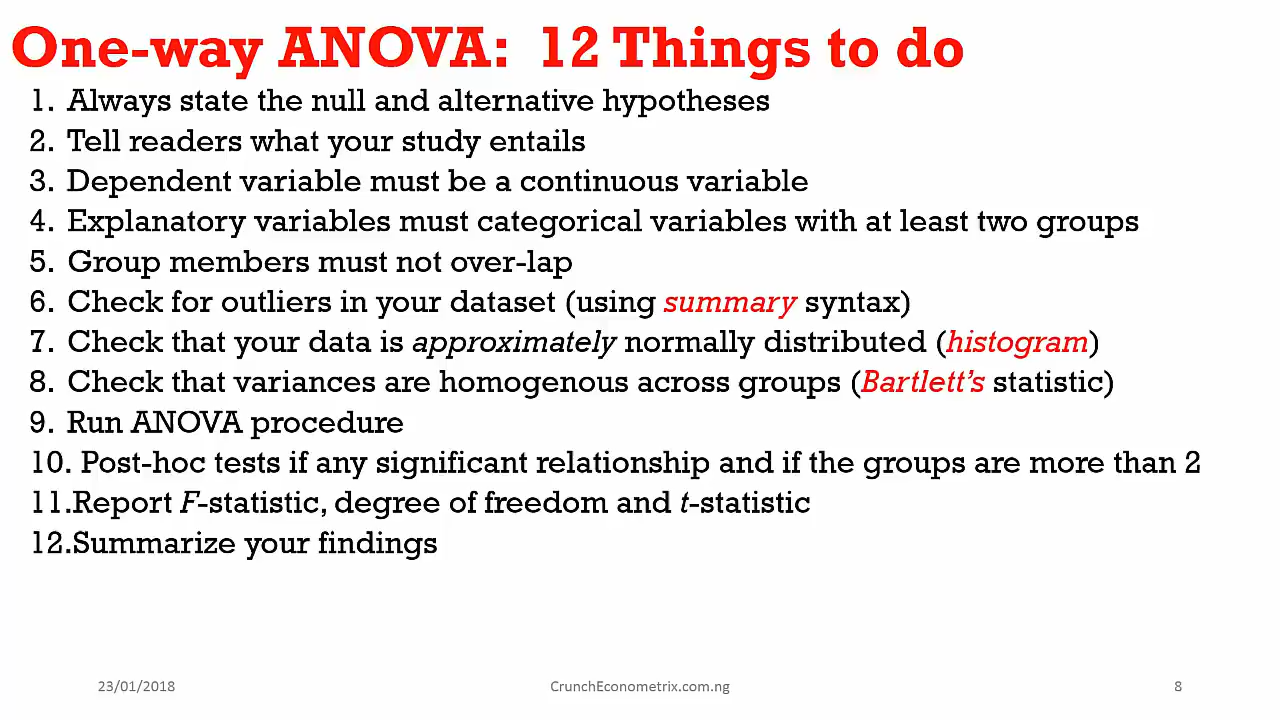 One-way ANOVA: 12 Things to do
1. Always state the null and alternative hypotheses
2. Tell readers what your study entails
3. Dependent variable must be a continuous variable
4. Explanatory variables must categorical variables with at least two groups
5. Group members must not over-lap
6. Check for outliers in your dataset (using summary syntax)
7. Check that your data is approximately normally distributed (histogram)
8. Check that variances are homogenous across groups (Bartlett’s statistic)
9. Run ANOVA procedure
10. Post-hoc tests if any significant relationship and if the groups are more than 2
11.Report F-statistic, degree of freedom and t-statistic
12.Summarize your findings
23/01/2018 CrunchEconometrix.com.ng 8